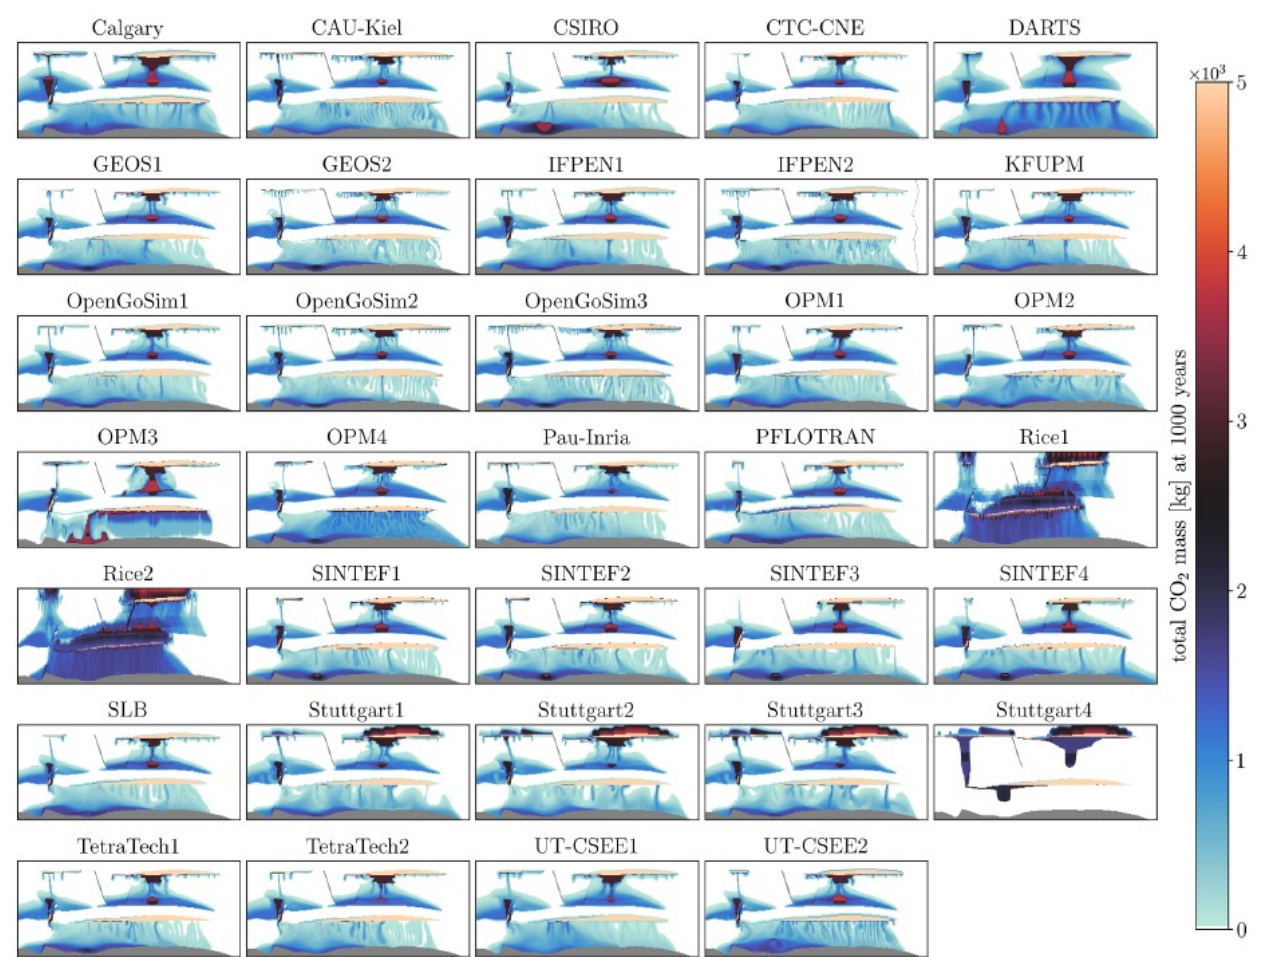 Calgary CAU-Kiel CSIRO CTC-CNE DARTS
×10³
5
GEOS1 GEOS2 IFPEN1 IFPEN2 KFUPM
4
OpenGoSim1 OpenGoSim2 OpenGoSim3 OPM1 OPM2
OPM3 OPM4 Pau-Inria PFLOTRAN Rice1
3
total CO₂ mass [kg] at 1000 years
Rice2 SINTEF1 SINTEF2 SINTEF3 SINTEF4
2
SLB Stuttgart1 Stuttgart2 Stuttgart3 Stuttgart4
1
TetraTech1 TetraTech2 UT-CSEE1 UT-CSEE2
0